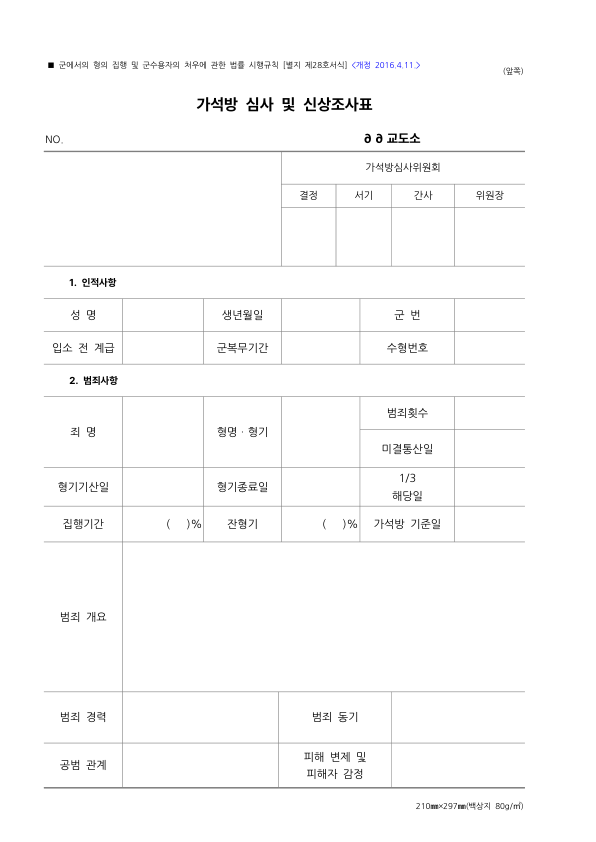 ■ 군에서의 형의 집행 및 군수용자의 처우에 관한 법률 시행규칙 [별지 제28호서식] <개정 2016.4.11.>
(앞쪽)
가석방 심사 및 신상조사표
NO.
∂ ∂ 교도소
가석방심사위원회
결정 서기 간사 위원장
1. 인적사항
성 명 생년월일 군 번
입소 전 계급 군복무기간 수형번호
2. 범죄사항
죄 명 형명·형기 범죄횟수
미결통산일
형기기산일 형기종료일 1/3
해당일
집행기간 ( )% 잔형기 ( )% 가석방 기준일
범죄 개요
범죄 경력 범죄 동기
공범 관계 피해 변제 및
피해자 감정
210㎜×297㎜(백상지 80g/㎡)